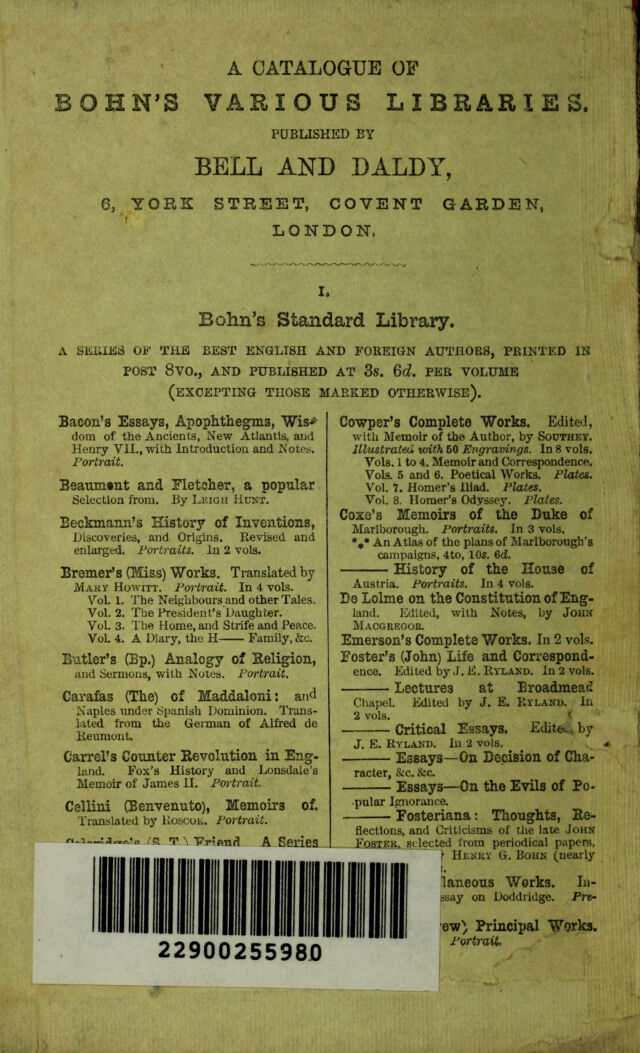 A CATALOGUE OF
BOHN'S VARIOUS LIBRARIES.
PUBLISHED BY
BELL AND DALDY,
6, YORK STREET, COVENT GARDEN,
LONDON.
I.
Bohn's Standard Library.
A SERIES OF THE BEST ENGLISH AND FOREIGN AUTHORS, PRINTED IN
POST 8VO., AND PUBLISHED AT 3s. 6d. PER VOLUME
(EXCEPTING THOSE MARKED OTHERWISE).
Bacon's Essays, Apophthegms, Wis-
dom of the Ancients, New Atlantis, and
Henry VII., with Introduction and Notes.
Portrait.
Beaumont and Fletcher, a popular
Selection from. By LEIGH HUNT.
Beckmann's History of Inventions,
Discoveries, and Origins. Revised and
enlarged. Portraits. In 2 vols.
Bremer's (Miss) Works. Translated by
MARY HOWITT. Portrait. In 4 vols.
Vol. 1. The Neighbours and other Tales.
Vol. 2. The President's Daughter.
Vol. 3. The Home, and Strife and Peace.
Vol. 4. A Diary, the H—— Family, &c.
Butler's (Bp.) Analogy of Religion,
and Sermons, with Notes. Portrait.
Carafas (The) of Maddaloni: and
Naples under Spanish Dominion. Trans-
lated from the German of Alfred de
Reumont.
Carrel's Counter Revolution in Eng-
land. Fox's History and Lonsdale's
Memoir of James II. Portrait.
Cellini (Benvenuto), Memoirs of.
Translated by ROSCOE. Portrait.
Coleridge's (S. T.) Friend A Series
22900255980
Cowper's Complete Works. Edited,
with Memoir of the Author, by SOUTHEY.
Illustrated with 50 Engravings. In 8 vols.
Vols. 1 to 4. Memoir and Correspondence.
Vols. 5 and 6. Poetical Works. Plates.
Vol. 7. Homer's Iliad. Plates.
Vol. 8. Homer's Odyssey. Plates.
Coxe's Memoirs of the Duke of
Marlborough. Portraits. In 3 vols.
*** An Atlas of the plans of Marlborough's
campaigns, 4to, 10s. 6d.
—— History of the House of
Austria. Portraits. In 4 vols.
De Lolme on the Constitution of Eng-
land. Edited, with Notes, by JOHN
MACGREGOR.
Emerson's Complete Works. In 2 vols.
Foster's (John) Life and Correspond-
ence. Edited by J. E. RYLAND. In 2 vols.
—— Lectures at Broadmead
Chapel. Edited by J. E. RYLAND. In
2 vols.
—— Critical Essays. Edited by
J. E. RYLAND. In 2 vols.
—— Essays—On Decision of Cha-
racter, &c. &c.
—— Essays—On the Evils of Po-
pular Ignorance.
—— Fosteriana: Thoughts, Re-
flections, and Criticisms of the late JOHN
FOSTER, selected from periodical papers,
HENRY G. BOHN (nearly
laneous Works. In-
ssay on Doddridge. Pre-
ew) Principal Works.
Portrait.